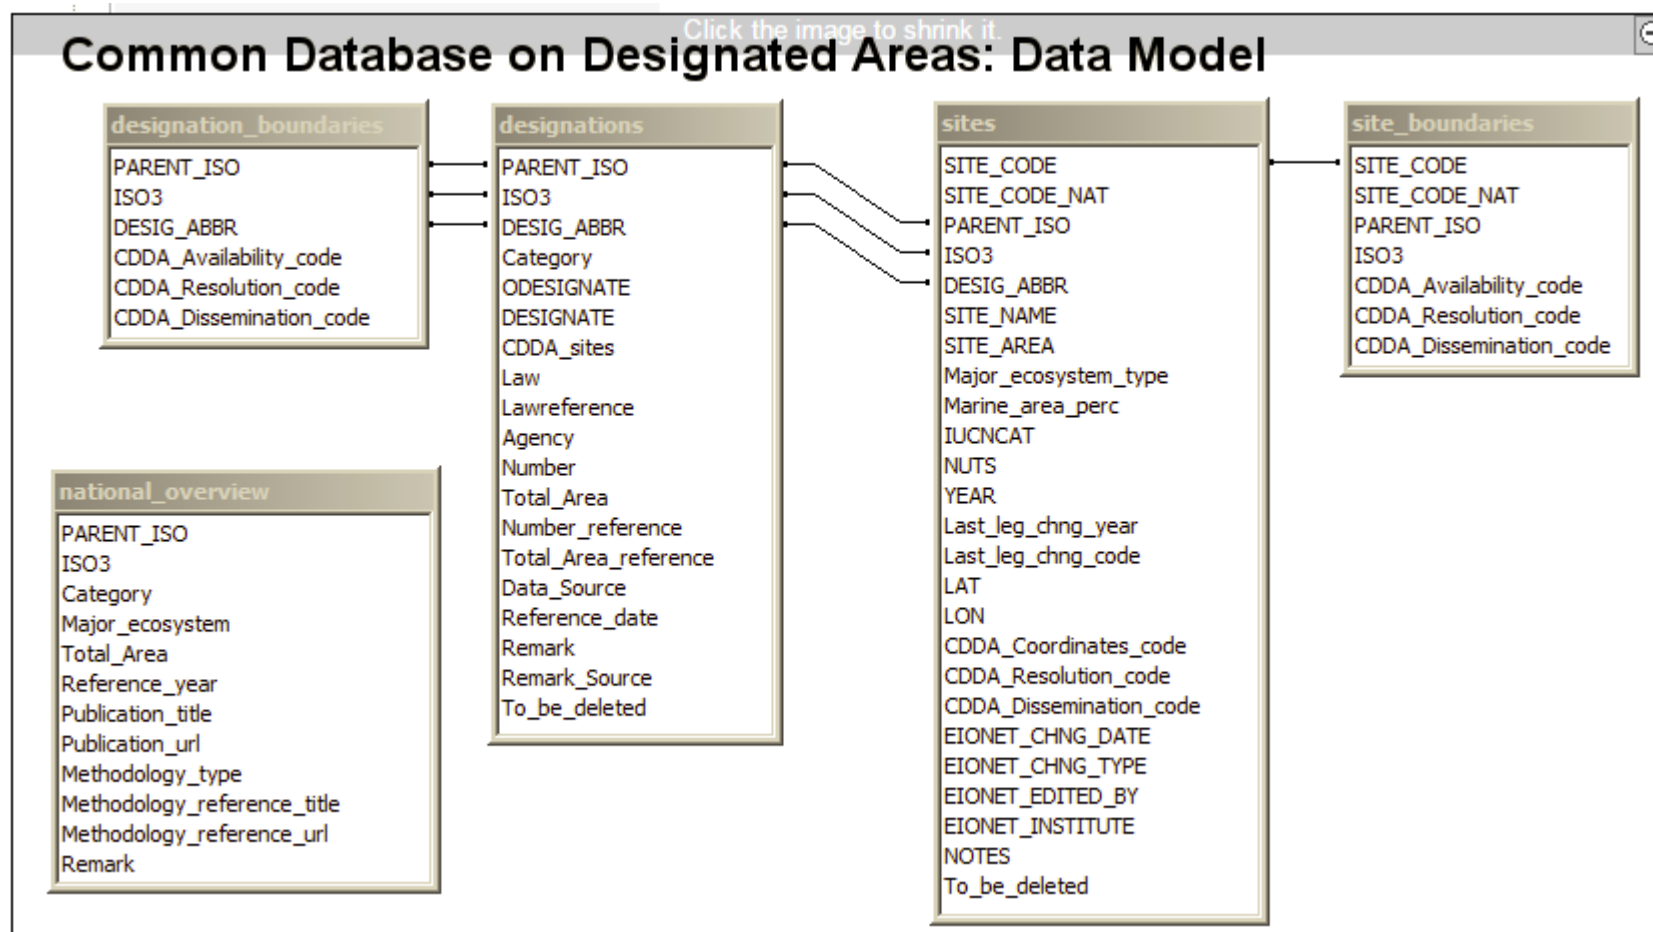 Click the image to shrink it.
Common Database on Designated Areas: Data Model
designation_boundaries
PARENT_ISO
ISO3
DESIG_ABBR
CDDA_Availability_code
CDDA_Resolution_code
CDDA_Dissemination_code
national_overview
PARENT_ISO
ISO3
Category
Major_ecosystem
Total_Area
Reference_year
Publication_title
Publication_url
Methodology_type
Methodology_reference_title
Methodology_reference_url
Remark
designations
PARENT_ISO
ISO3
DESIG_ABBR
Category
ODESIGNATE
DESIGNATE
CDDA_sites
Law
Lawreference
Agency
Number
Total_Area
Number_reference
Total_Area_reference
Data_Source
Reference_date
Remark
Remark_Source
To_be_deleted
sites
SITE_CODE
SITE_CODE_NAT
PARENT_ISO
ISO3
DESIG_ABBR
SITE_NAME
SITE_AREA
Major_ecosystem_type
Marine_area_perc
IUCNCAT
NUTS
YEAR
Last_leg_chng_year
Last_leg_chng_code
LAT
LON
CDDA_Coordinates_code
CDDA_Resolution_code
CDDA_Dissemination_code
EIONET_CHNG_DATE
EIONET_CHNG_TYPE
EIONET_EDITED_BY
EIONET_INSTITUTE
NOTES
To_be_deleted
site_boundaries
SITE_CODE
SITE_CODE_NAT
PARENT_ISO
ISO3
CDDA_Availability_code
CDDA_Resolution_code
CDDA_Dissemination_code